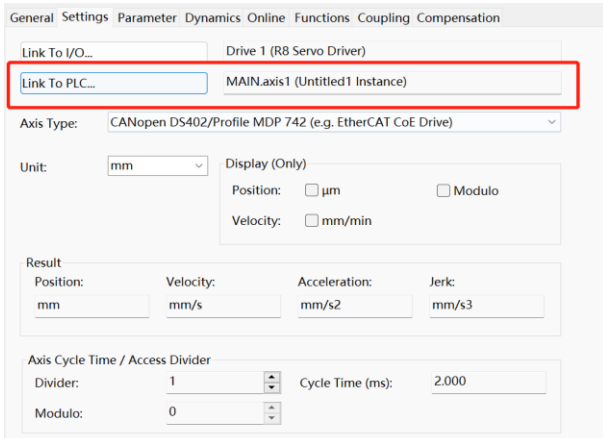 General Settings Parameter Dynamics Online Functions Coupling Compensation
Link To I/O... Drive 1 (R8 Servo Driver)
Link To PLC... MAIN.axis1 (Untitled1 Instance)
Axis Type: CANopen DS402/Profile MDP 742 (e.g. EtherCAT CoE Drive)
Unit: mm Display (Only)
Position: μm Modulo
Velocity: mm/min
Result
Position: Velocity: Acceleration: Jerk:
mm mm/s mm/s2 mm/s3
Axis Cycle Time / Access Divider
Divider: 1 Cycle Time (ms): 2.000
Modulo: 0